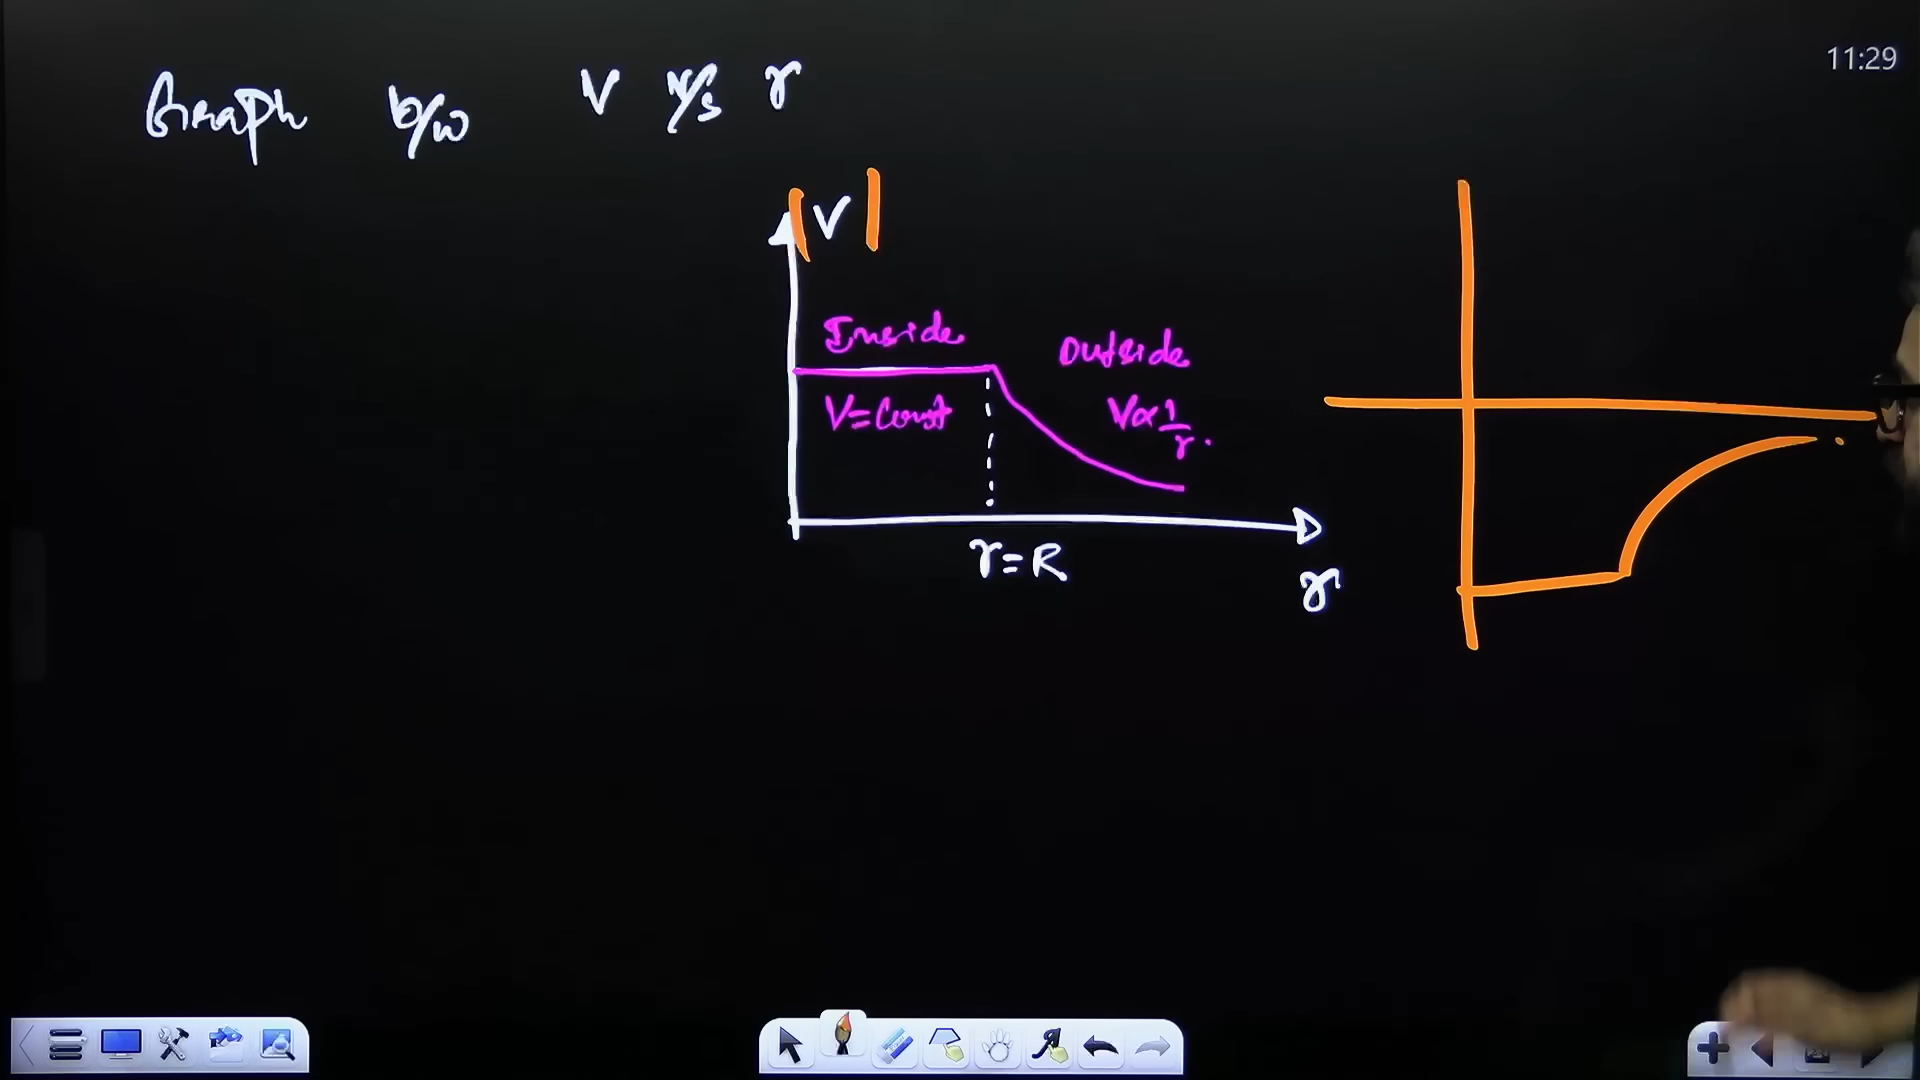 Graph b/w V v/s r
11:29
|V|
Inside
Outside
V=Const
V∝1/r.
r=R
r